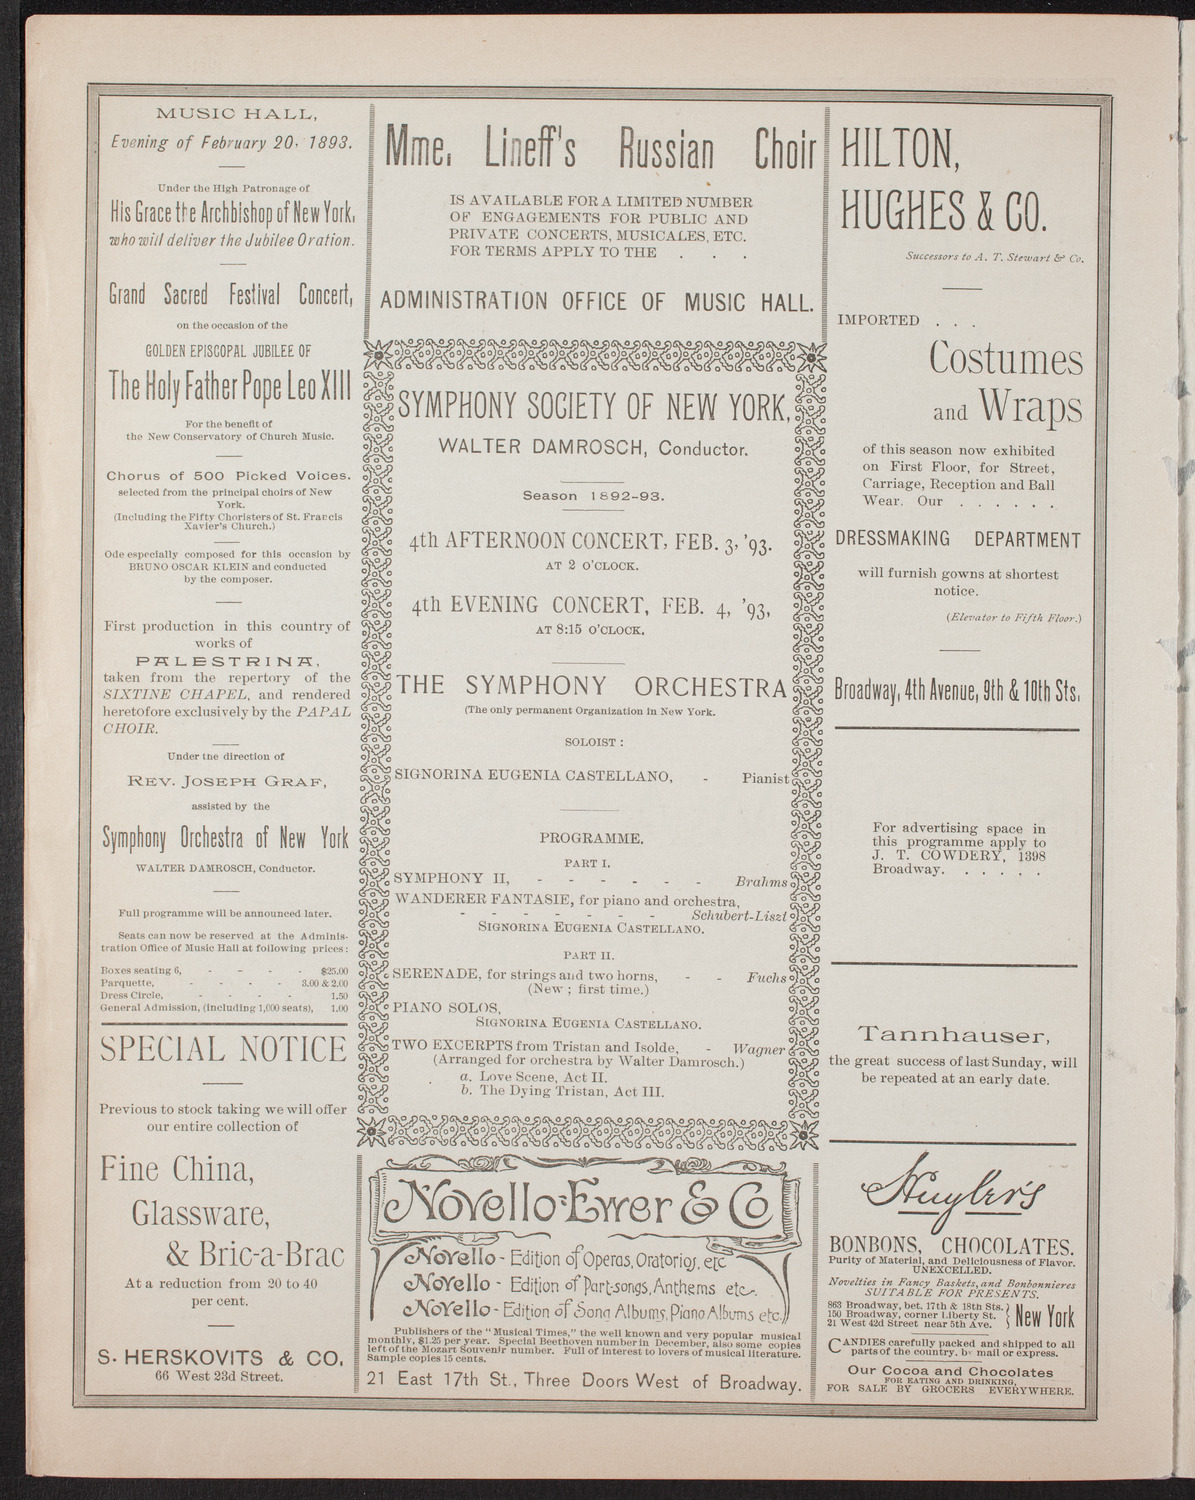 MUSIC HALL,
Evening of February 20, 1893.
Under the High Patronage of
His Grace the Archbishop of New York,
who will deliver the Jubilee Oration.
Grand Sacred Festival Concert,
on the occasion of the
GOLDEN EPISCOPAL JUBILEE OF
The Holy Father Pope Leo XIII
For the benefit of
the New Conservatory of Church Music.
Chorus of 500 Picked Voices.
selected from the principal choirs of New
York.
(Including the Fifty Choristers of St. Francis
Xavier's Church.)
Ode especially composed for this occasion by
BRUNO OSCAR KLEIN and conducted
by the composer.
First production in this country of
works of
PALESTRINA,
taken from the repertory of the
SIXTINE CHAPEL, and rendered
heretofore exclusively by the PAPAL
CHOIR.
Under the direction of
REV. JOSEPH GRAF,
assisted by the
Symphony Orchestra of New York
WALTER DAMROSCH, Conductor.
Full programme will be announced later.
Seats can now be reserved at the Adminis-
tration Office of Music Hall at following prices:
Boxes seating 6, - - - - $25.00
Parquette, - - - - 3.00 & 2.00
Dress Circle, - - - - 1.50
General Admission, (including 1,000 seats), 1.00
SPECIAL NOTICE
Previous to stock taking we will offer
our entire collection of
Fine China,
Glassware,
& Bric-a-Brac
At a reduction from 20 to 40
per cent.
S. HERSKOVITS & CO.
66 West 23d Street.
Mme. Lineff's Russian Choir
IS AVAILABLE FOR A LIMITED NUMBER
OF ENGAGEMENTS FOR PUBLIC AND
PRIVATE CONCERTS, MUSICALES, ETC.
FOR TERMS APPLY TO THE . . .
ADMINISTRATION OFFICE OF MUSIC HALL.
SYMPHONY SOCIETY OF NEW YORK,
WALTER DAMROSCH, Conductor.
Season 1892-93.
4th AFTERNOON CONCERT, FEB. 3, '93.
AT 2 O'CLOCK.
4th EVENING CONCERT, FEB. 4, '93,
AT 8:15 O'CLOCK.
THE SYMPHONY ORCHESTRA
(The only permanent Organization in New York.
SOLOIST :
SIGNORINA EUGENIA CASTELLANO, - Pianist
PROGRAMME.
PART I.
SYMPHONY II, - - - - - - Brahms
WANDERER FANTASIE, for piano and orchestra,
- - - - - - - Schubert-Liszt
SIGNORINA EUGENIA CASTELLANO.
PART II.
SERENADE, for strings and two horns, - - Fuchs
(New ; first time.)
PIANO SOLOS,
SIGNORINA EUGENIA CASTELLANO.
TWO EXCERPTS from Tristan and Isolde, - Wagner
(Arranged for orchestra by Walter Damrosch.)
a. Love Scene, Act II.
b. The Dying Tristan, Act III.
Novello-Ewer & Co
Novello - Edition of Operas, Oratorios, etc
Novello - Edition of Part-songs, Anthems etc.
Novello - Edition of Song Albums, Piano Albums etc.
Publishers of the "Musical Times," the well known and very popular musical
monthly, $1.25 per year. Special Beethoven number in December, also some copies
left of the Mozart Souvenir number. Full of interest to lovers of musical literature.
Sample copies 15 cents.
21 East 17th St., Three Doors West of Broadway.
HILTON,
HUGHES & CO.
Successors to A. T. Stewart & Co.
IMPORTED . . .
Costumes
and Wraps
of this season now exhibited
on First Floor, for Street,
Carriage, Reception and Ball
Wear. Our . . . . . .
DRESSMAKING DEPARTMENT
will furnish gowns at shortest
notice.
(Elevator to Fifth Floor.)
Broadway, 4th Avenue, 9th & 10th Sts.
For advertising space in
this programme apply to
J. T. COWDERY, 1398
Broadway. . . . . .
Tannhauser,
the great success of last Sunday, will
be repeated at an early date.
Huyler's
BONBONS, CHOCOLATES.
Purity of Material, and Deliciousness of Flavor.
UNEXCELLED.
Novelties in Fancy Baskets, and Bonbonnieres
SUITABLE FOR PRESENTS.
863 Broadway, bet. 17th & 18th Sts.
150 Broadway, corner Liberty St.
21 West 42d Street near 5th Ave. } New York
CANDIES carefully packed and shipped to all
parts of the country, by mail or express.
Our Cocoa and Chocolates
FOR EATING AND DRINKING,
FOR SALE BY GROCERS EVERYWHERE.